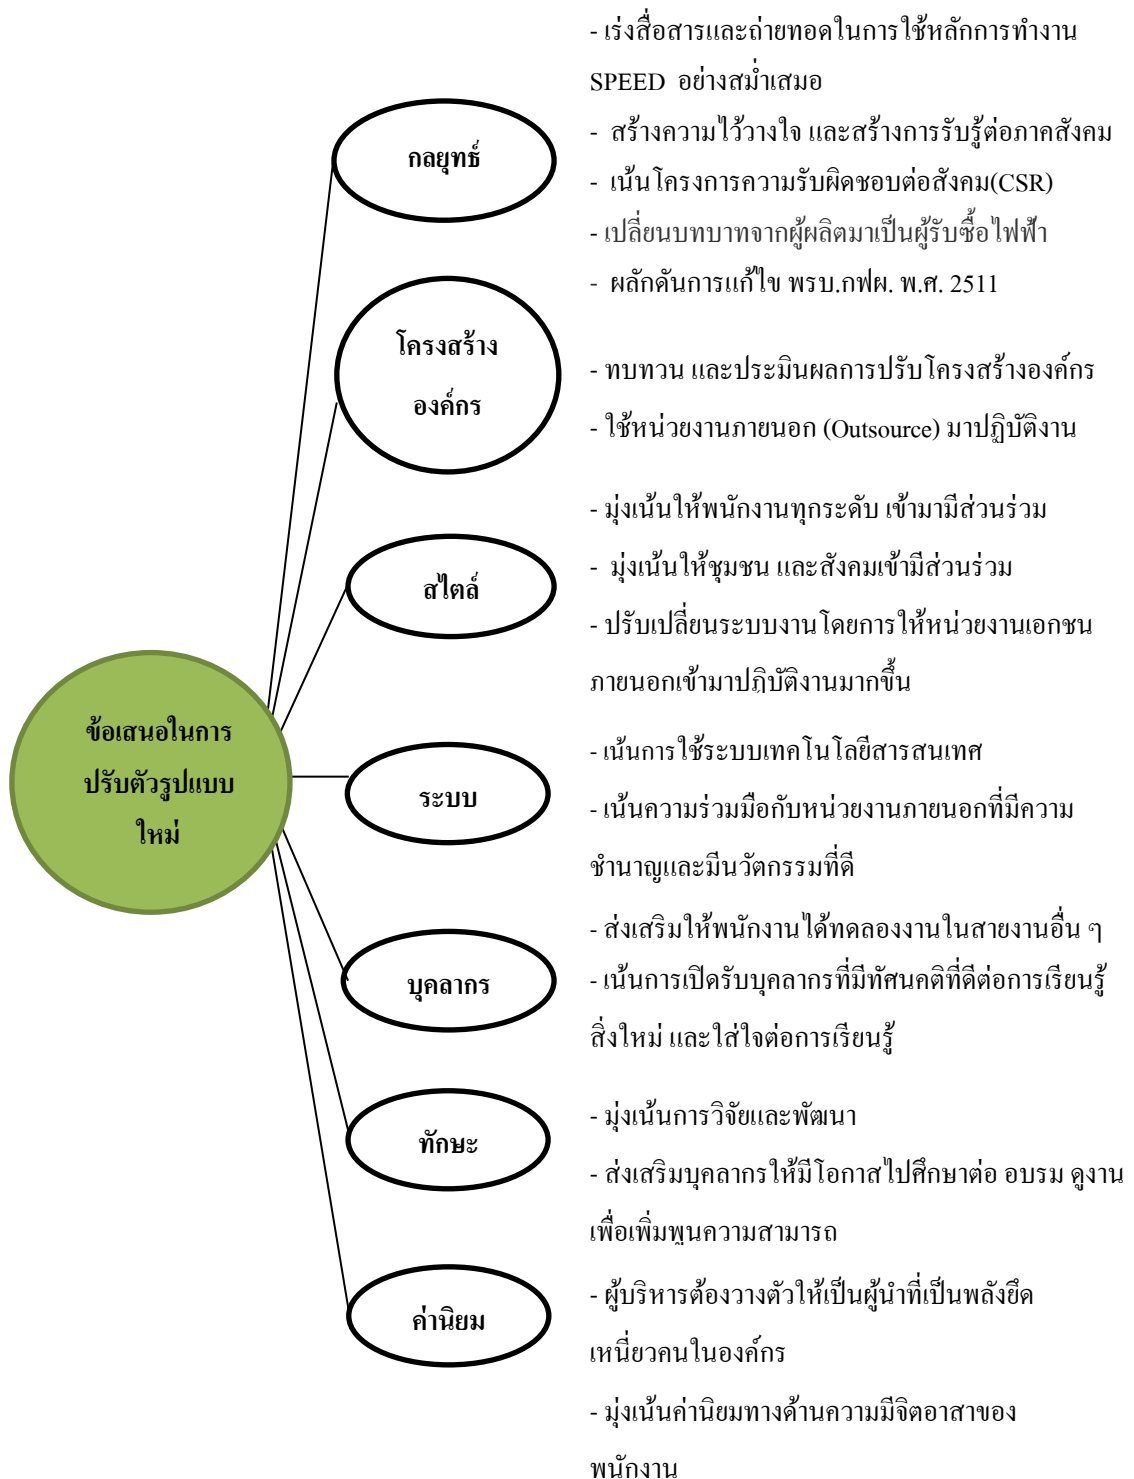 ข้อเสนอในการ
ปรับตัวรูปแบบ
ใหม่
กลยุทธ์
- เร่งสื่อสารและถ่ายทอดในการใช้หลักการทำงาน
SPEED อย่างสม่ำเสมอ
- สร้างความไว้วางใจ และสร้างการรับรู้ต่อภาคสังคม
- เน้นโครงการความรับผิดชอบต่อสังคม(CSR)
- เปลี่ยนบทบาทจากผู้ผลิตมาเป็นผู้รับซื้อไฟฟ้า
- ผลักดันการแก้ไข พรบ.กฟผ. พ.ศ. 2511
โครงสร้าง
องค์กร
- ทบทวน และประมินผลการปรับโครงสร้างองค์กร
- ใช้หน่วยงานภายนอก (Outsource) มาปฏิบัติงาน
สไตล์
- มุ่งเน้นให้พนักงานทุกระดับ เข้ามามีส่วนร่วม
- มุ่งเน้นให้ชุมชน และสังคมเข้ามีส่วนร่วม
- ปรับเปลี่ยนระบบงานโดยการให้หน่วยงานเอกชน
ภายนอกเข้ามาปฏิบัติงานมากขึ้น
ระบบ
- เน้นการใช้ระบบเทคโนโลยีสารสนเทศ
- เน้นความร่วมมือกับหน่วยงานภายนอกที่มีความ
ชำนาญและมีนวัตกรรมที่ดี
บุคลากร
- ส่งเสริมให้พนักงานได้ทดลองงานในสายงานอื่น ๆ
- เน้นการเปิดรับบุคลากรที่มีทัศนคติที่ดีต่อการเรียนรู้
สิ่งใหม่ และใส่ใจต่อการเรียนรู้
ทักษะ
- มุ่งเน้นการวิจัยและพัฒนา
- ส่งเสริมบุคลากรให้มีโอกาสไปศึกษาต่อ อบรม ดูงาน
เพื่อเพิ่มพูนความสามารถ
ค่านิยม
- ผู้บริหารต้องวางตัวให้เป็นผู้นำที่เป็นพลังยึด
เหนี่ยวคนในองค์กร
- มุ่งเน้นค่านิยมทางด้านความมีจิตอาสาของ
พนักงาน